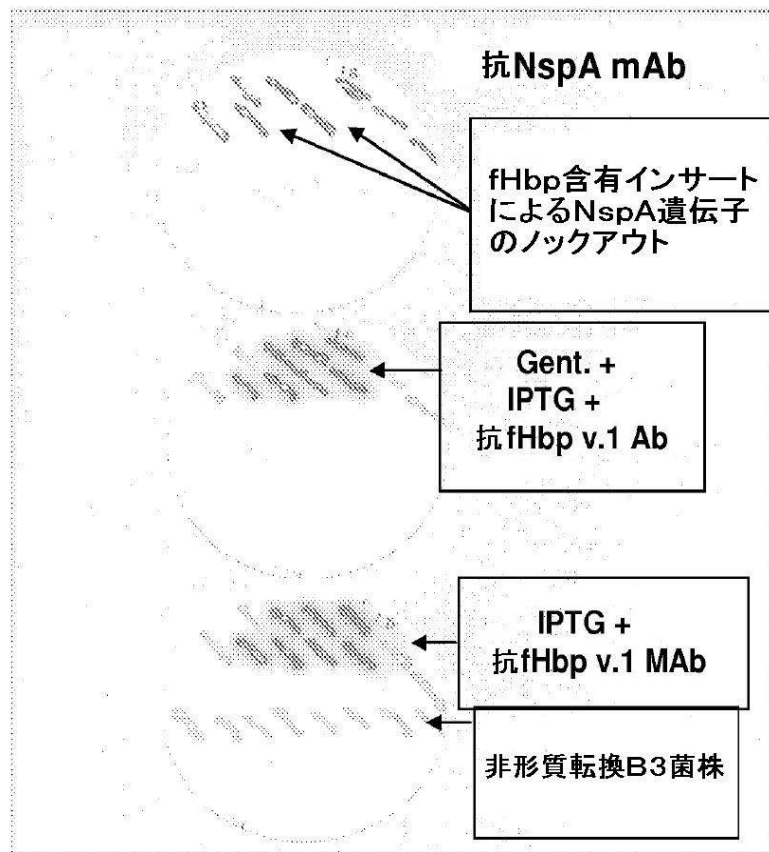 抗NspA mAb
fHbp含有インサート
によるNspA遺伝子
のノックアウト
Gent. +
IPTG +
抗fHbp v.1 Ab
IPTG +
抗fHbp v.1 MAb
非形質転換B3菌株